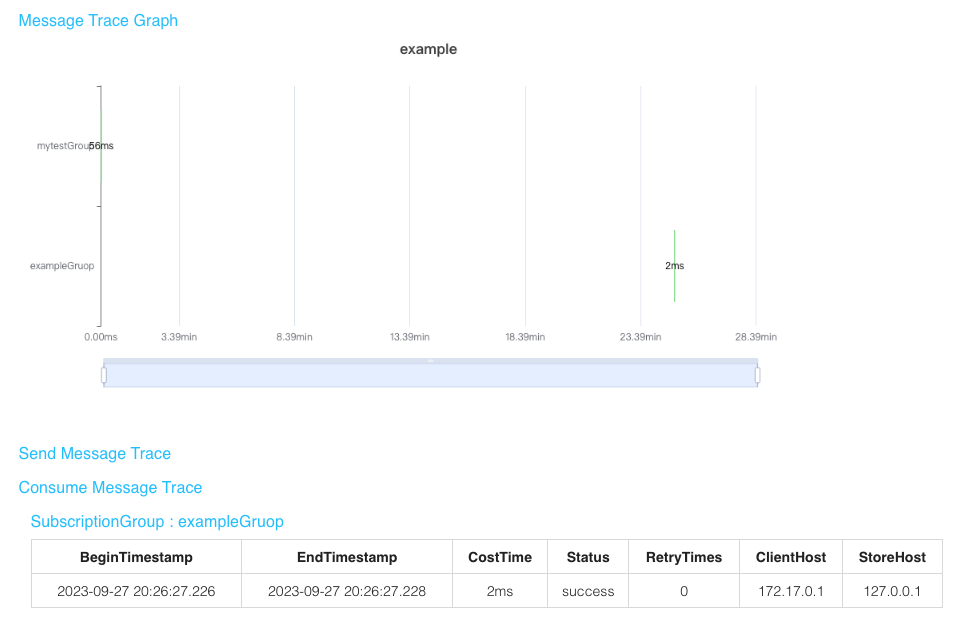 Message Trace Graph
example
mytestGroup
56ms
exampleGruop
2ms
0.00ms 3.39min 8.39min 13.39min 18.39min 23.39min 28.39min
Send Message Trace
Consume Message Trace
SubscriptionGroup : exampleGruop
BeginTimestamp EndTimestamp CostTime Status RetryTimes ClientHost StoreHost
2023-09-27 20:26:27.226 2023-09-27 20:26:27.228 2ms success 0 172.17.0.1 127.0.0.1